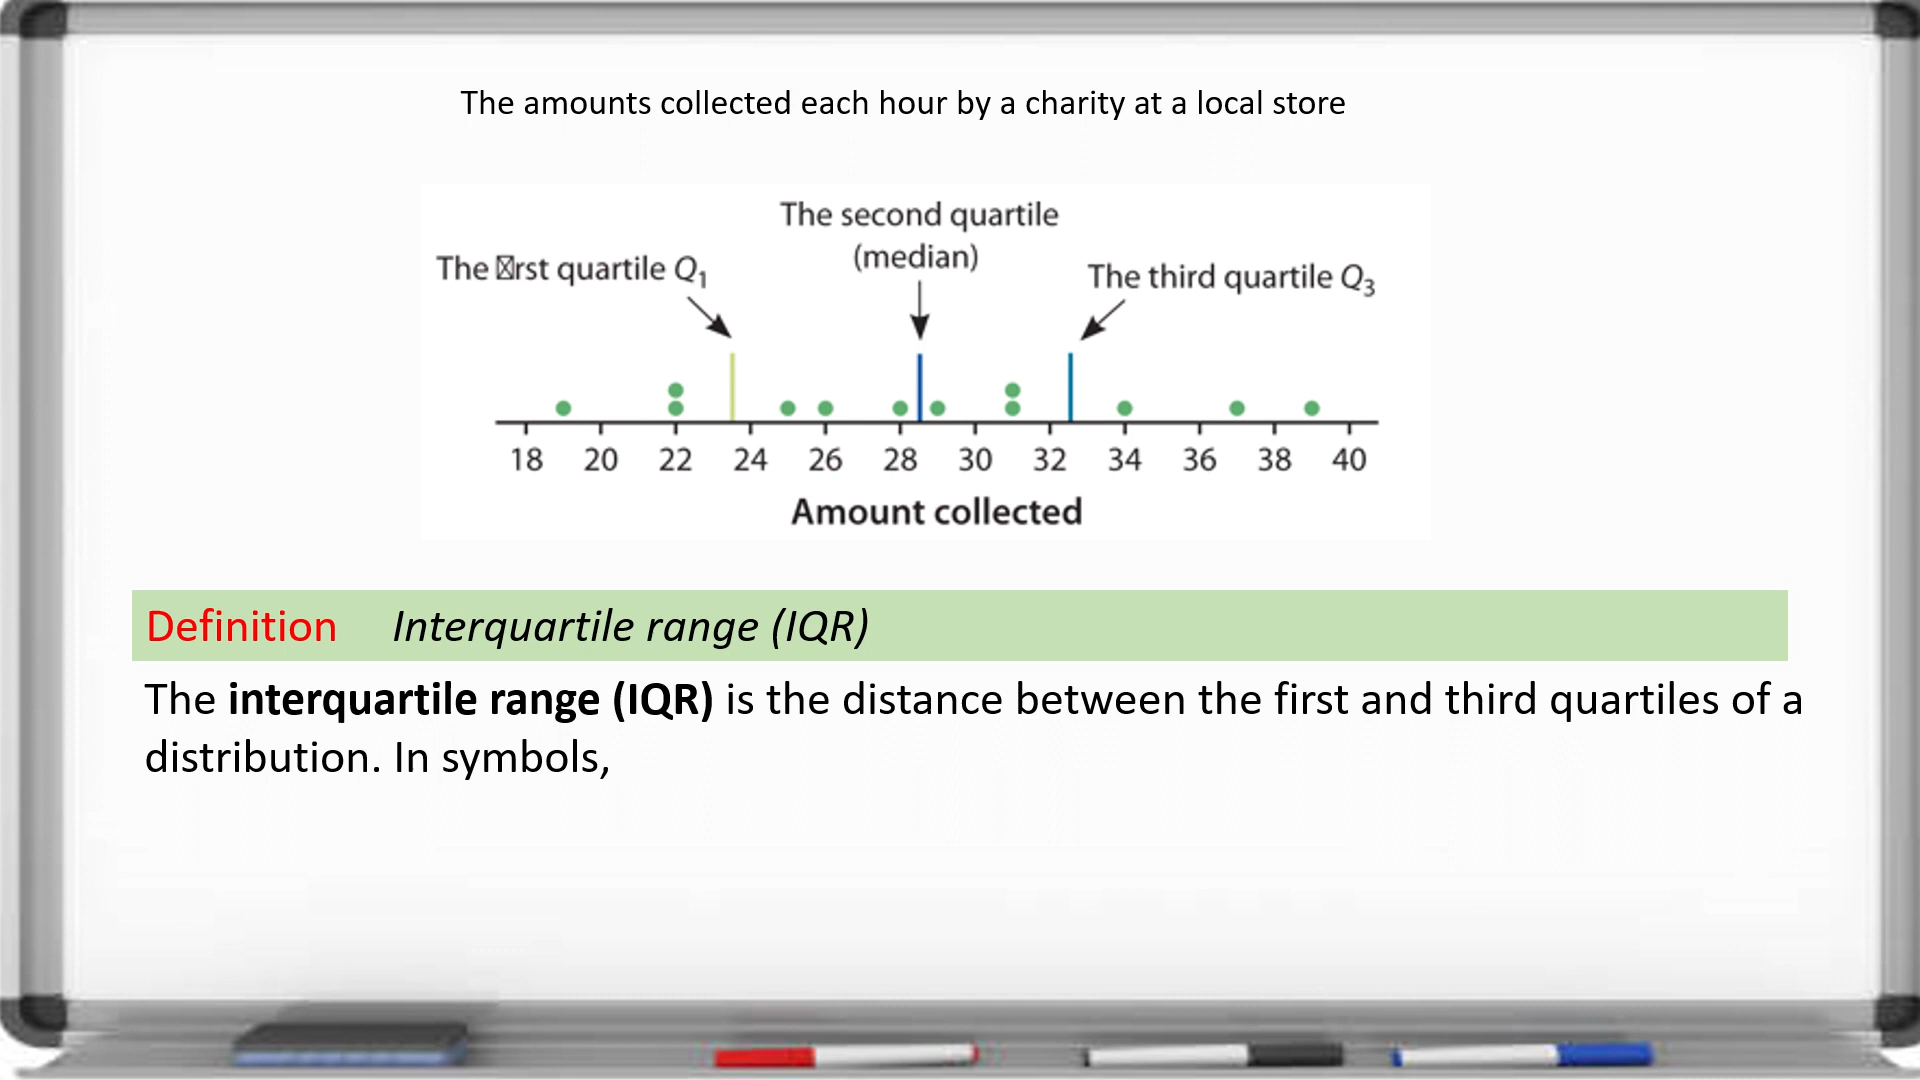 The amounts collected each hour by a charity at a local store
The second quartile
(median)
The rst quartile Q1
The third quartile Q3
18 20 22 24 26 28 30 32 34 36 38 40
Amount collected
Definition Interquartile range (IQR)
The interquartile range (IQR) is the distance between the first and third quartiles of a
distribution. In symbols,